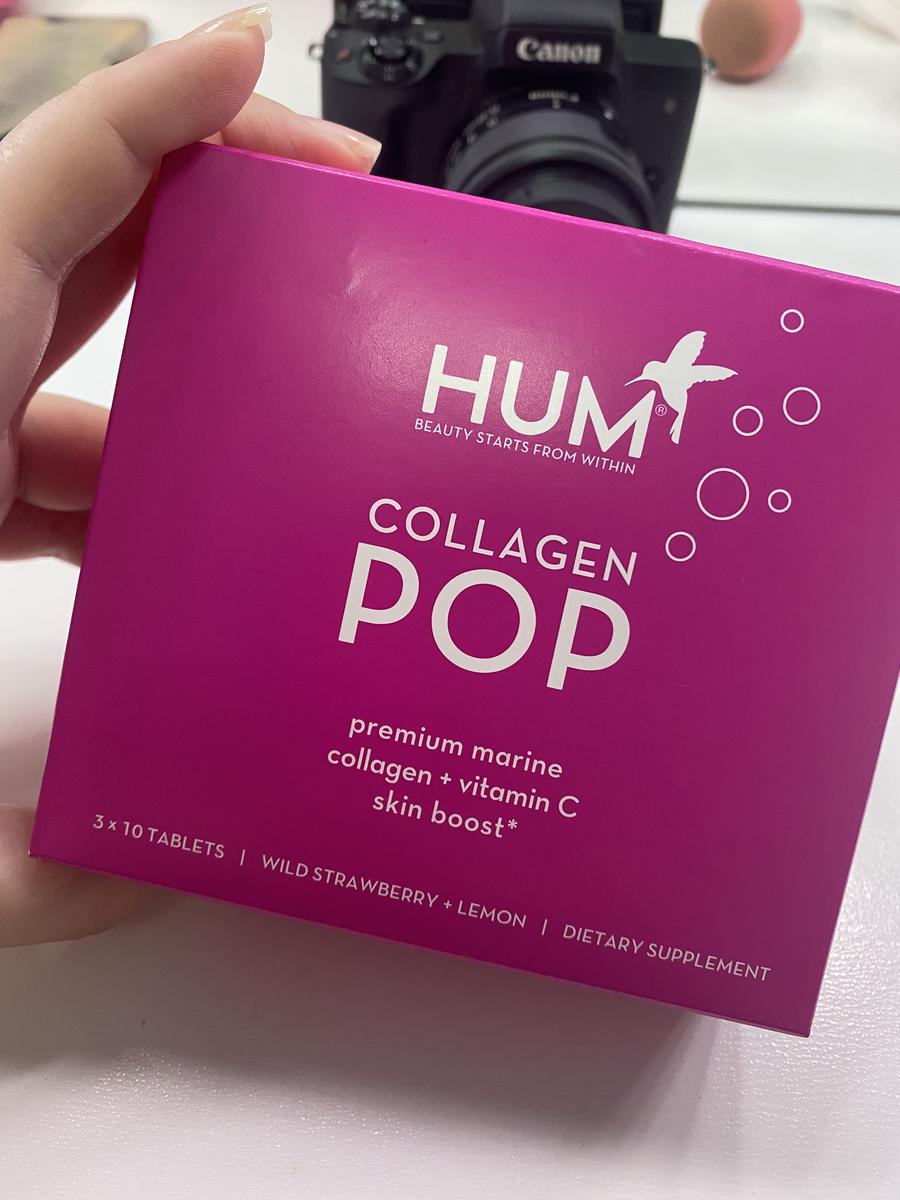 Canon
HUM®
BEAUTY STARTS FROM WITHIN
COLLAGEN
POP
premium marine
collagen + vitamin C
skin boost*
3 x 10 TABLETS | WILD STRAWBERRY + LEMON | DIETARY SUPPLEMENT